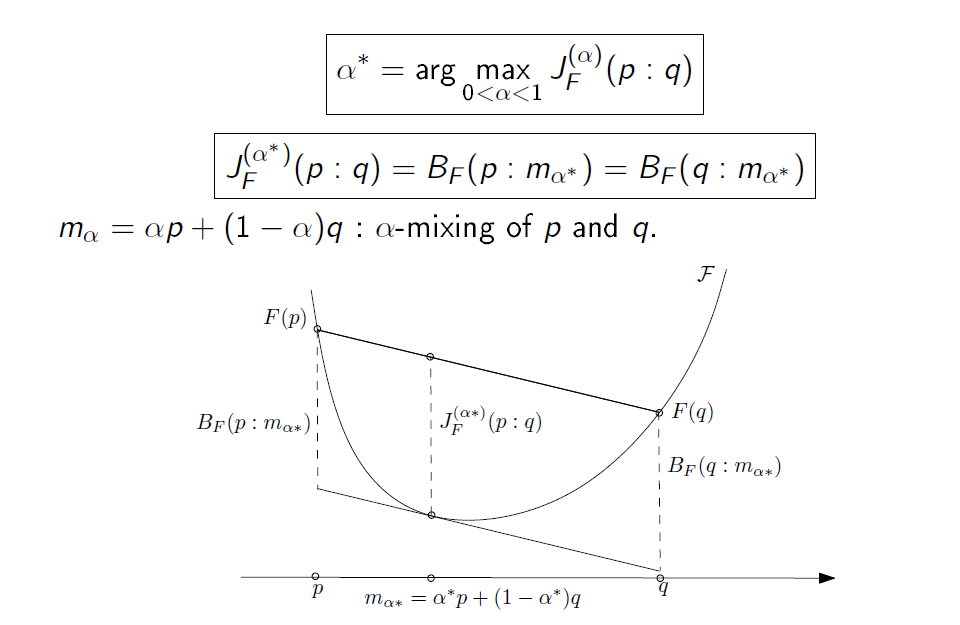 α* = arg max_{0<α<1} J_F^{(α)}(p : q)
J_F^{(α*)}(p : q) = B_F(p : m_{α*}) = B_F(q : m_{α*})
m_α = αp + (1 − α)q : α-mixing of p and q.
𝓕
F(p)
F(q)
B_F(p : m_{α*})
J_F^{(α*)}(p : q)
B_F(q : m_{α*})
p
q
m_{α*} = α*p + (1 − α*)q